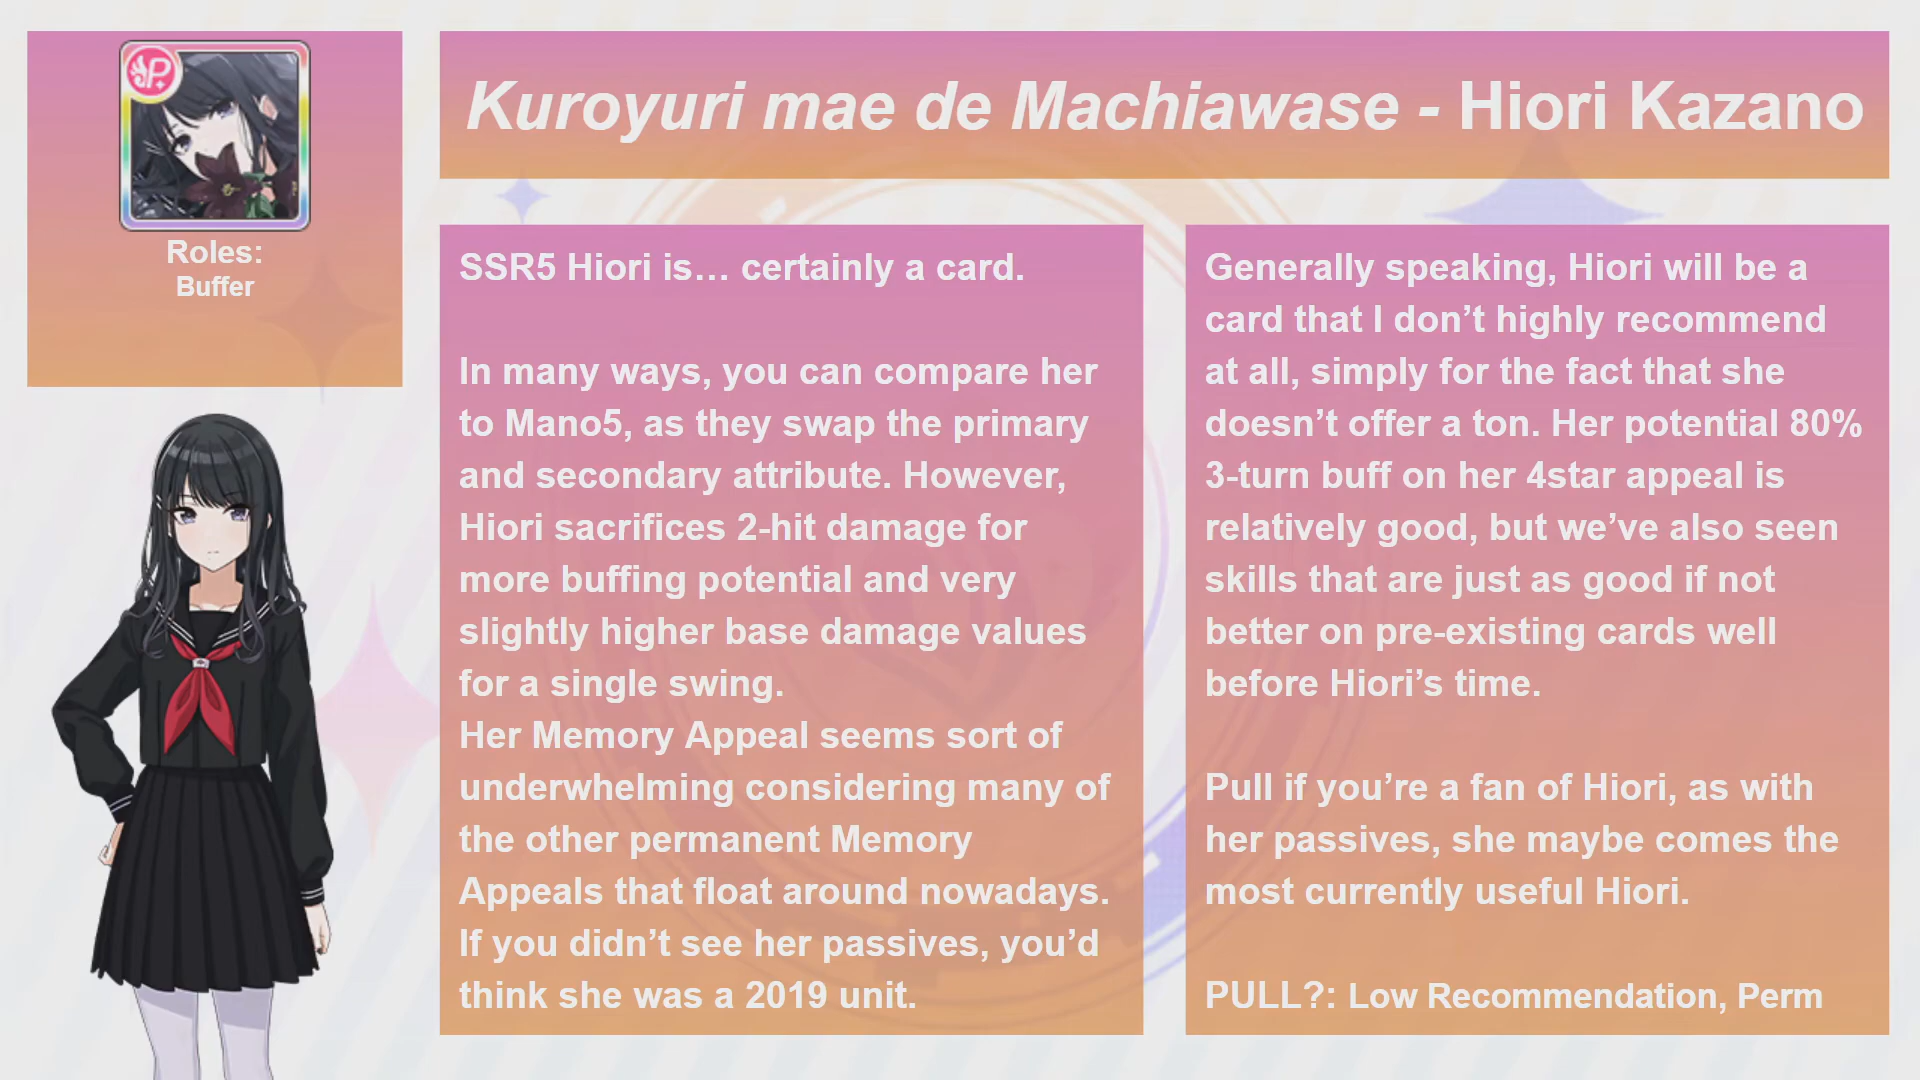 Kuroyuri mae de Machiawase - Hiori Kazano
P
Roles:
Buffer
SSR5 Hiori is… certainly a card.
In many ways, you can compare her
to Mano5, as they swap the primary
and secondary attribute. However,
Hiori sacrifices 2-hit damage for
more buffing potential and very
slightly higher base damage values
for a single swing.
Her Memory Appeal seems sort of
underwhelming considering many of
the other permanent Memory
Appeals that float around nowadays.
If you didn’t see her passives, you’d
think she was a 2019 unit.
Generally speaking, Hiori will be a
card that I don’t highly recommend
at all, simply for the fact that she
doesn’t offer a ton. Her potential 80%
3-turn buff on her 4star appeal is
relatively good, but we’ve also seen
skills that are just as good if not
better on pre-existing cards well
before Hiori’s time.
Pull if you’re a fan of Hiori, as with
her passives, she maybe comes the
most currently useful Hiori.
PULL?: Low Recommendation, Perm